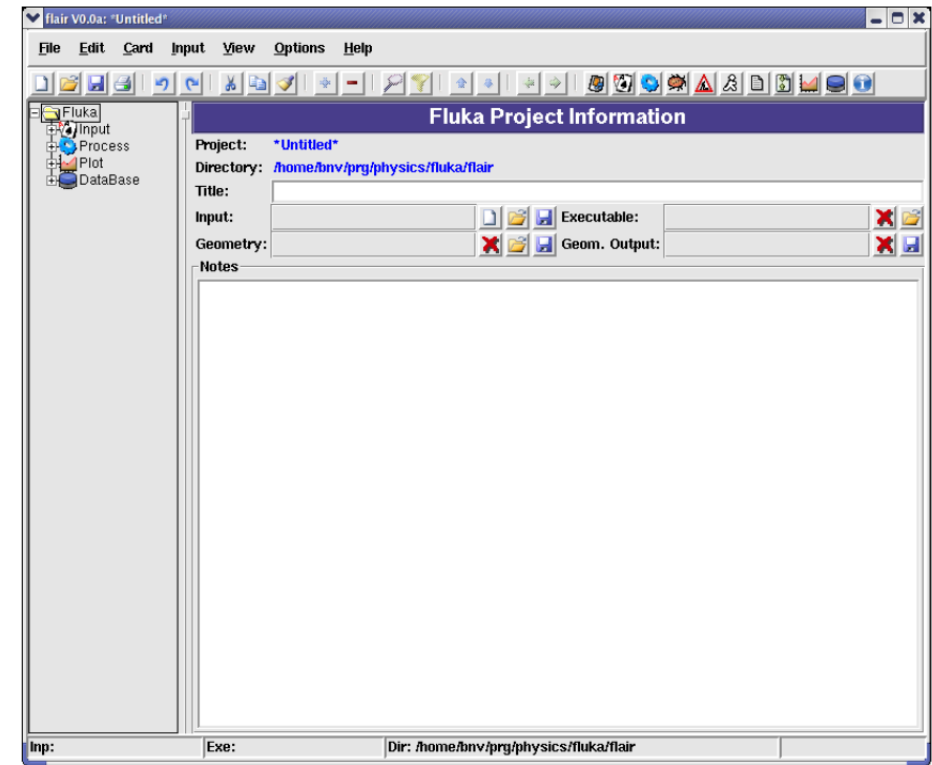 flair V0.0a: *Untitled*
File Edit Card Input View Options Help
Fluka
Input
Process
Plot
DataBase
Fluka Project Information
Project: *Untitled*
Directory: /home/bnv/prg/physics/fluka/flair
Title:
Input: Executable:
Geometry: Geom. Output:
Notes
Inp: Exe: Dir: /home/bnv/prg/physics/fluka/flair